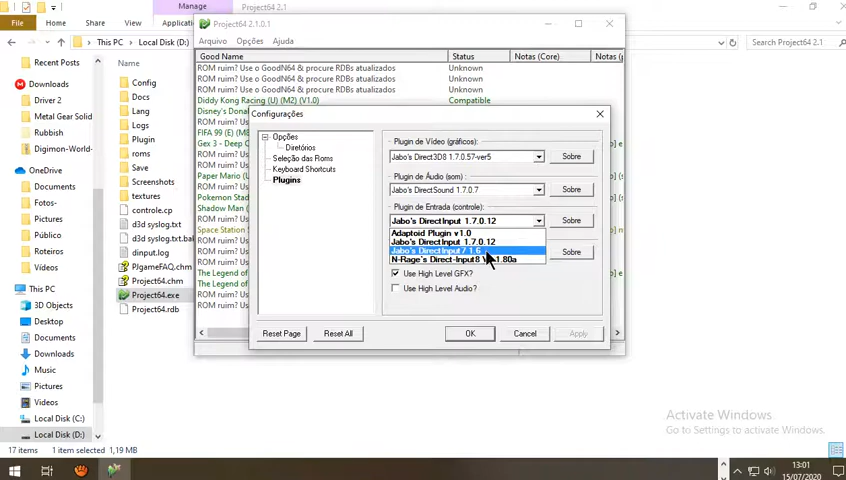 Manage
Project64 2.1
File
Home
Share
View
This PC
Local Disk (D:)
Project64 2.1
Search Project64 2.1
Recent Posts
Downloads
Driver 2
Metal Gear Solid
Rubbish
Digimon-World-
OneDrive
Documentos
Fotos-
Pictures
This PC
3D Objects
Desktop
Documents
Downloads
Music
Pictures
Videos
Local Disk (C:)
Local Disk (D:)
Name
Config
Docs
Lang
Logs
Plugin
roms
Save
Screenshots
textures
controle.cp
d3d8 syslog.txt
d3d8 syslog.txt.bal
dinput.log
PJgameFAQ.chm
Project64.chm
Project64.exe
Project64.rdb
Project64 2.1.0.1
Arquivo
Opções
Ajuda
Good Name
Status
Notas (Core)
Notas (p
ROM ruim? Use o GoodN64 & procure RDBs atualizados
Unknown
ROM ruim? Use o GoodN64 & procure RDBs atualizados
Unknown
ROM ruim? Use o GoodN64 & procure RDBs atualizados
Unknown
Diddy Kong Racing (U) (M2) (V1.0)
Compatible
Disney's Donal
ROM ruim? Us
FIFA 99 (E) (M
Gex 3 - Deep C
ROM ruim? Us
Paper Mario (
Pokemon Stad
Shadow Man (
Space Station
ROM ruim? Us
ROM ruim? Us
ROM ruim? Us
The Legend of
The Legend of
ROM ruim? Us
Configurações
Opções
Diretórios
Seleção das Roms
Keyboard Shortcuts
Plugins
Plugin de Vídeo (gráficos):
Jabo's Direct3D8 1.7.0.57-ver5
Sobre
Plugin de Áudio (som) :
Jabo's DirectSound 1.7.0.7
Sobre
Plugin de Entrada (controle):
Jabo's DirectInput 1.7.0.12
Sobre
Adaptoid Plugin v1.0
Jabo's DirectInput 1.7.0.12
Jabo's DirectInput7 1.6
N-Rage's Direct-Input8 1.80a
Sobre
Use High Level GFX?
Use High Level Audio?
Reset Page
Reset All
OK
Cancel
Apply
17 items
1 item selected
1,19 MB
Activate Windows
Go to Settings to activate Windows.
13:01
15/07/2020